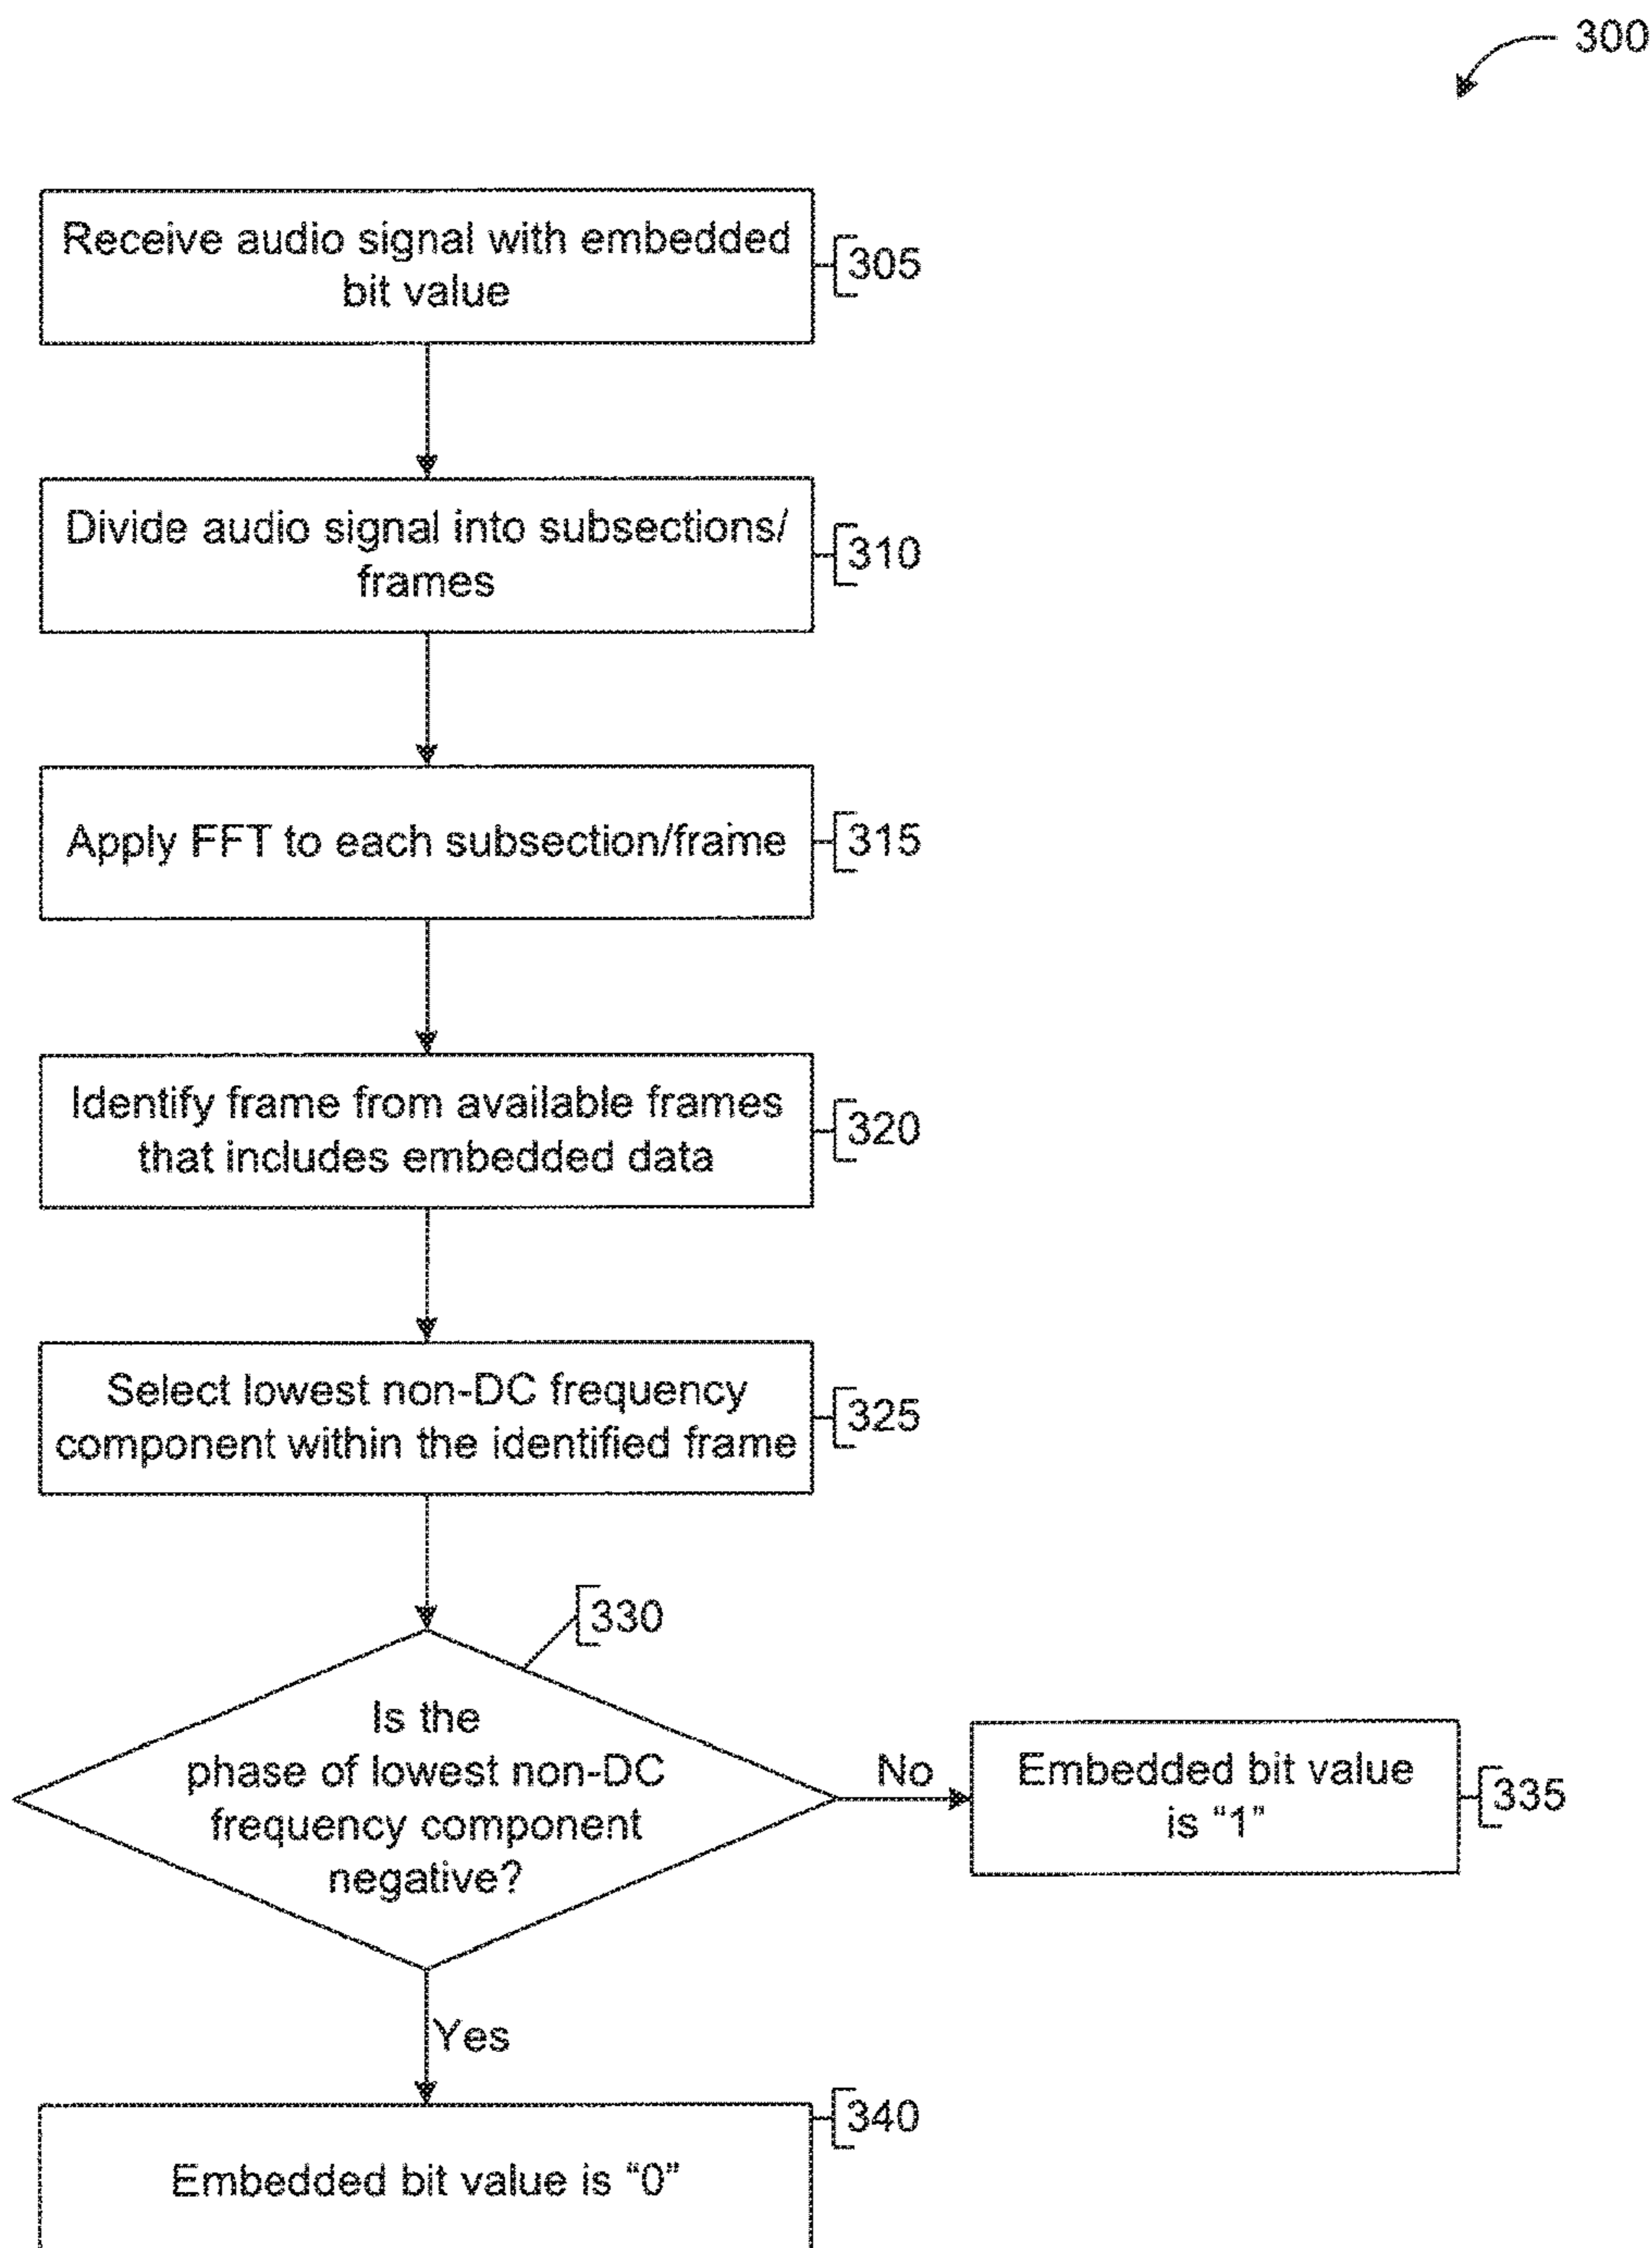 300
Receive audio signal with embedded
bit value
305
Divide audio signal into subsections/
frames
310
Apply FFT to each subsection/frame
315
Identify frame from available frames
that includes embedded data
320
Select lowest non-DC frequency
component within the identified frame
325
330
Is the
phase of lowest non-DC
frequency component
negative?
No
Embedded bit value
is “1”
335
Yes
340
Embedded bit value is “0”